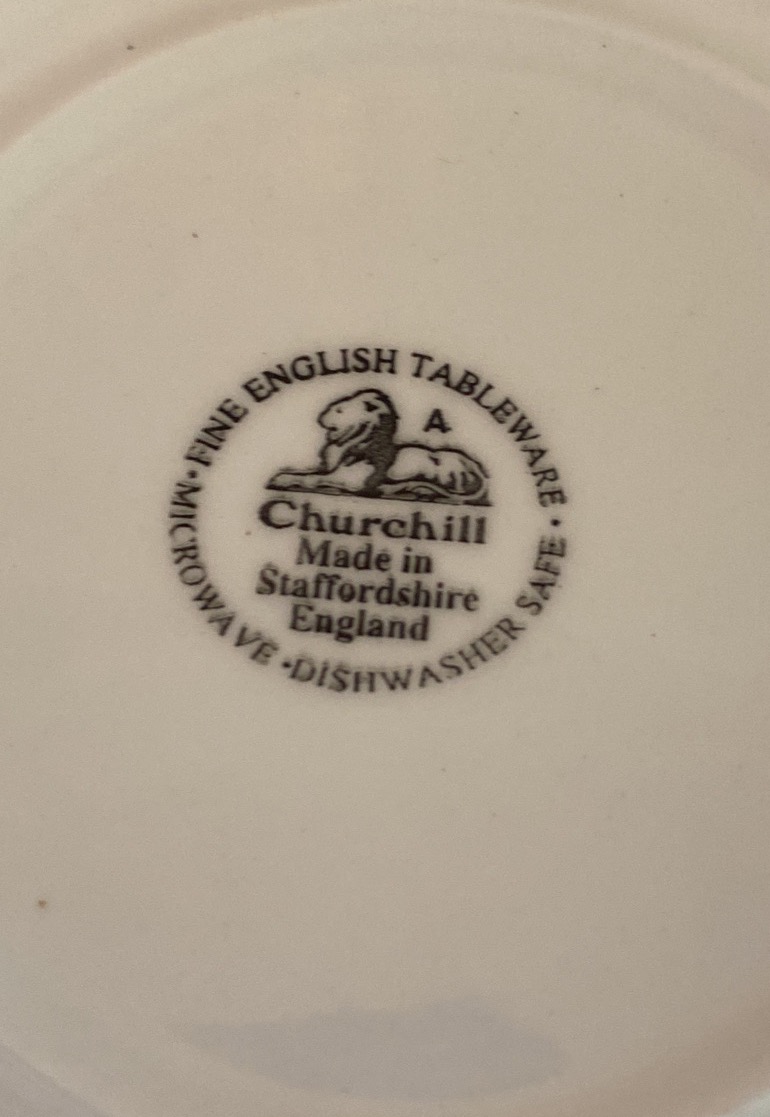 · FINE ENGLISH TABLEWARE ·
A
Churchill
Made in
Staffordshire
England
MICROWAVE · DISHWASHER SAFE